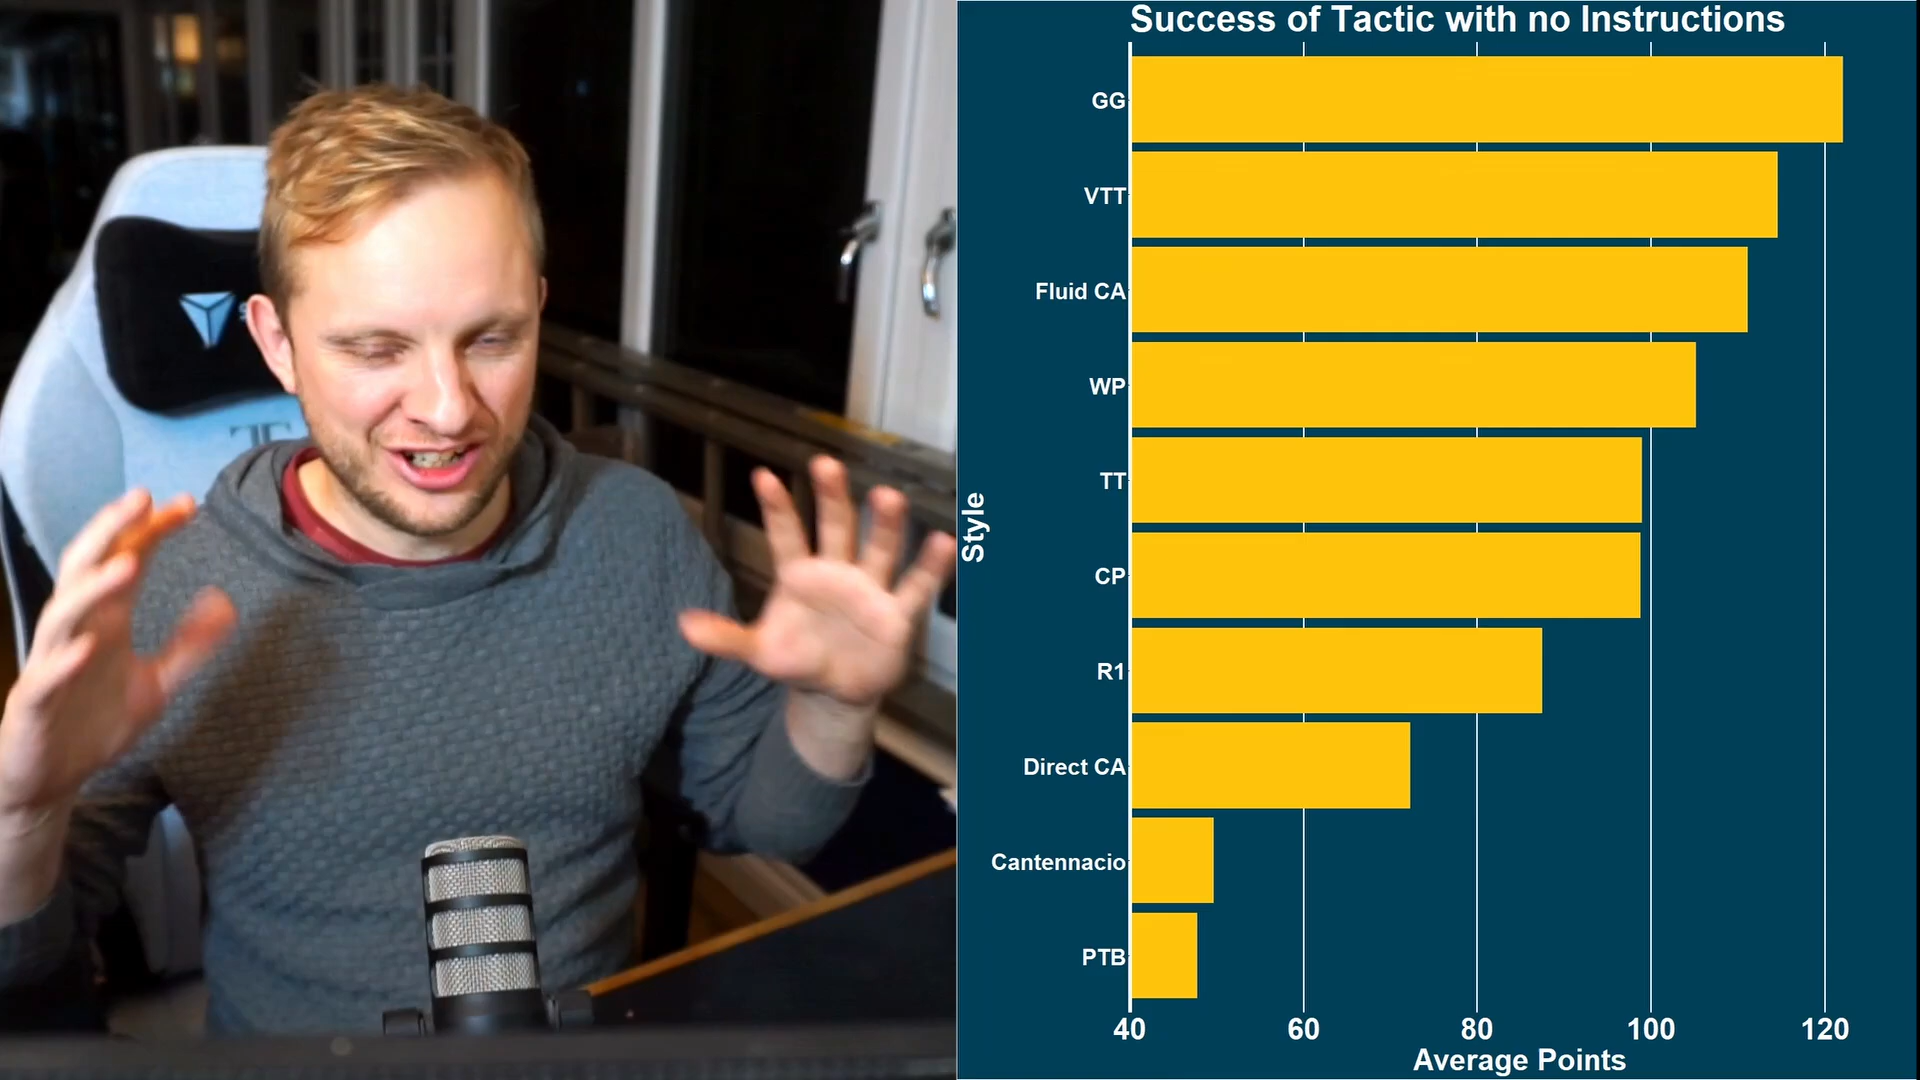 Success of Tactic with no Instructions
GG
VTT
Fluid CA
WP
TT
CP
R1
Direct CA
Cantennacio
PTB
Style
40 60 80 100 120
Average Points